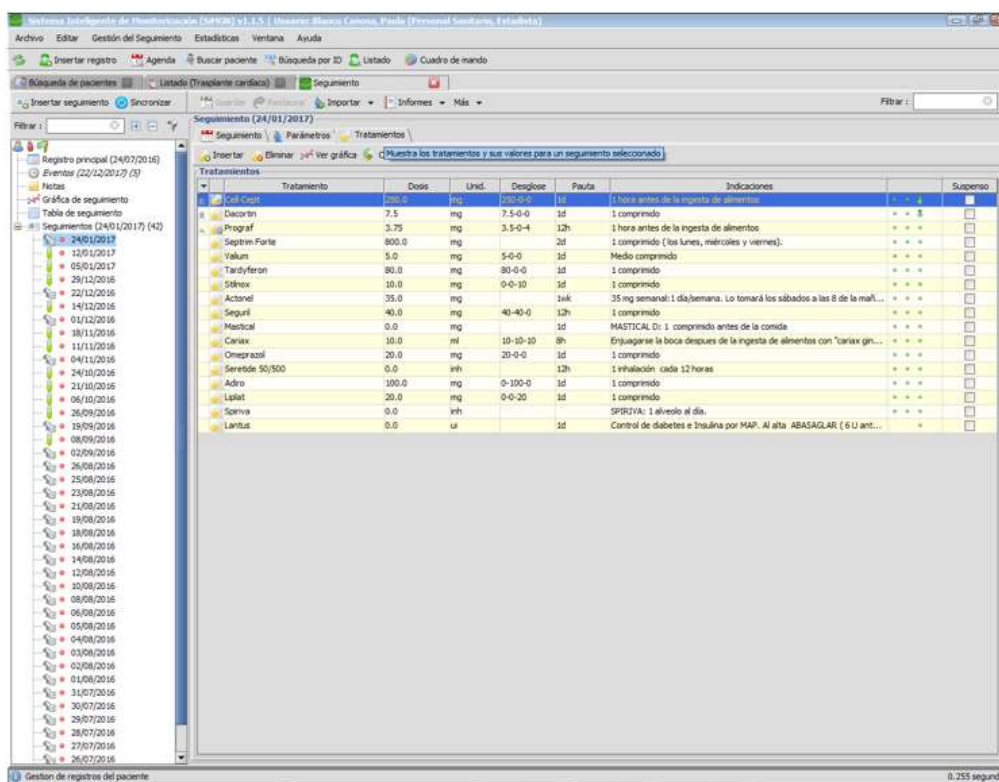 Sistema Inteligente de Monitorización (SiMON) v1.1.5 | Usuario: Blanco Canosa, Paula (Personal Sanitario, Estadista)
Archivo Editar Gestión del Seguimiento Estadísticas Ventana Ayuda
Insertar registro Agenda Buscar paciente Búsqueda por ID Listado Cuadro de mando
Búsqueda de pacientes Listado (Trasplante cardíaco) Seguimiento
Insertar seguimiento Sincronizar
Guardar Restaurar Importar Informes Más Filtrar :
Filtrar :
Registro principal (24/07/2016)
Eventos (22/12/2017) (5)
Notas
Gráfica de seguimiento
Tabla de seguimiento
Seguimientos (24/01/2017) (42)
24/01/2017
12/01/2017
05/01/2017
29/12/2016
22/12/2016
14/12/2016
01/12/2016
18/11/2016
11/11/2016
04/11/2016
24/10/2016
21/10/2016
06/10/2016
26/09/2016
19/09/2016
08/09/2016
02/09/2016
26/08/2016
25/08/2016
23/08/2016
21/08/2016
19/08/2016
18/08/2016
16/08/2016
14/08/2016
12/08/2016
10/08/2016
08/08/2016
06/08/2016
05/08/2016
04/08/2016
03/08/2016
02/08/2016
01/08/2016
31/07/2016
30/07/2016
29/07/2016
28/07/2016
27/07/2016
26/07/2016
Seguimiento (24/01/2017)
Seguimiento Parámetros Tratamientos
Insertar Eliminar Ver gráfica Muestra los tratamientos y sus valores para un seguimiento seleccionado
Tratamientos
Tratamiento Dosis Unid. Desglose Pauta Indicaciones Suspenso
Cell-Cept 250.0 mg 250-0-0 1d 1 hora antes de la ingesta de alimentos
Dacortin 7.5 mg 7.5-0-0 1d 1 comprimido
Prograf 3.75 mg 3.5-0-4 12h 1 hora antes de la ingesta de alimentos
Septrim Forte 800.0 mg 2d 1 comprimido ( los lunes, miércoles y viernes).
Valium 5.0 mg 5-0-0 1d Medio comprimido
Tardyferon 80.0 mg 80-0-0 1d 1 comprimido
Stilnox 10.0 mg 0-0-10 1d 1 comprimido
Actonel 35.0 mg 1wk 35 mg semanal:1 día/semana. Lo tomará los sábados a las 8 de la mañ...
Seguril 40.0 mg 40-40-0 12h 1 comprimido
Mastical 0.0 mg 1d MASTICAL D: 1 comprimido antes de la comida
Cariax 10.0 ml 10-10-10 8h Enjuagarse la boca despues de la ingesta de alimentos con "cariax gin...
Omeprazol 20.0 mg 20-0-0 1d 1 comprimido
Seretide 50/500 0.0 inh 12h 1 inhalación cada 12 horas
Adiro 100.0 mg 0-100-0 1d 1 comprimido
Liplat 20.0 mg 0-0-20 1d 1 comprimido
Spiriva 0.0 inh SPIRIVA: 1 alveolo al día.
Lantus 0.0 ui 1d Control de diabetes e Insulina por MAP. Al alta ABASAGLAR ( 6 U ant...
Gestion de registros del paciente 0.255 segund